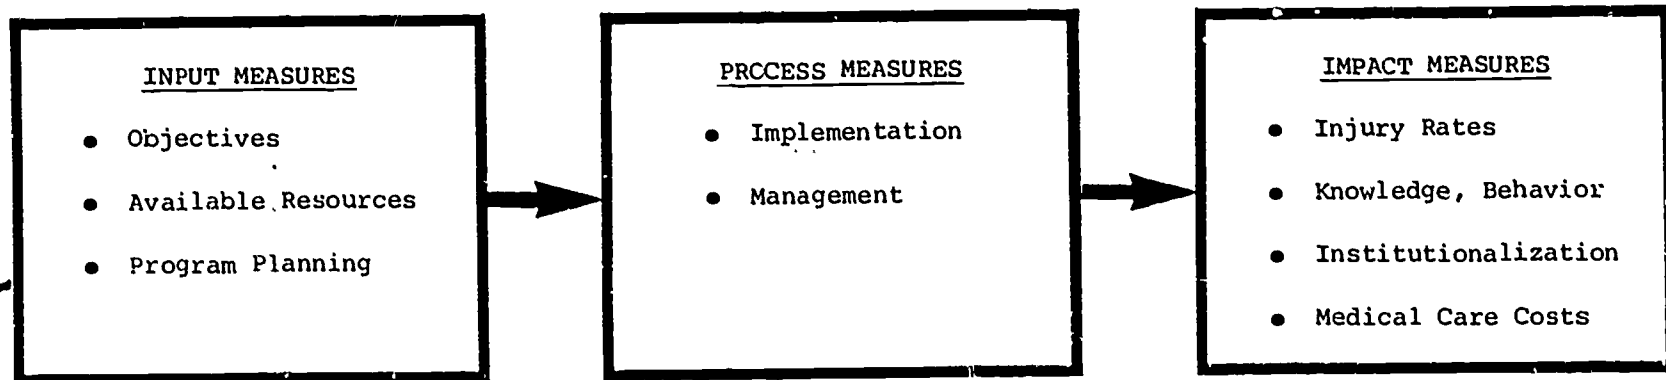 INPUT MEASURES
• Objectives
• Available Resources
• Program Planning
PRCCESS MEASURES
• Implementation
• Management
IMPACT MEASURES
• Injury Rates
• Knowledge, Behavior
• Institutionalization
• Medical Care Costs